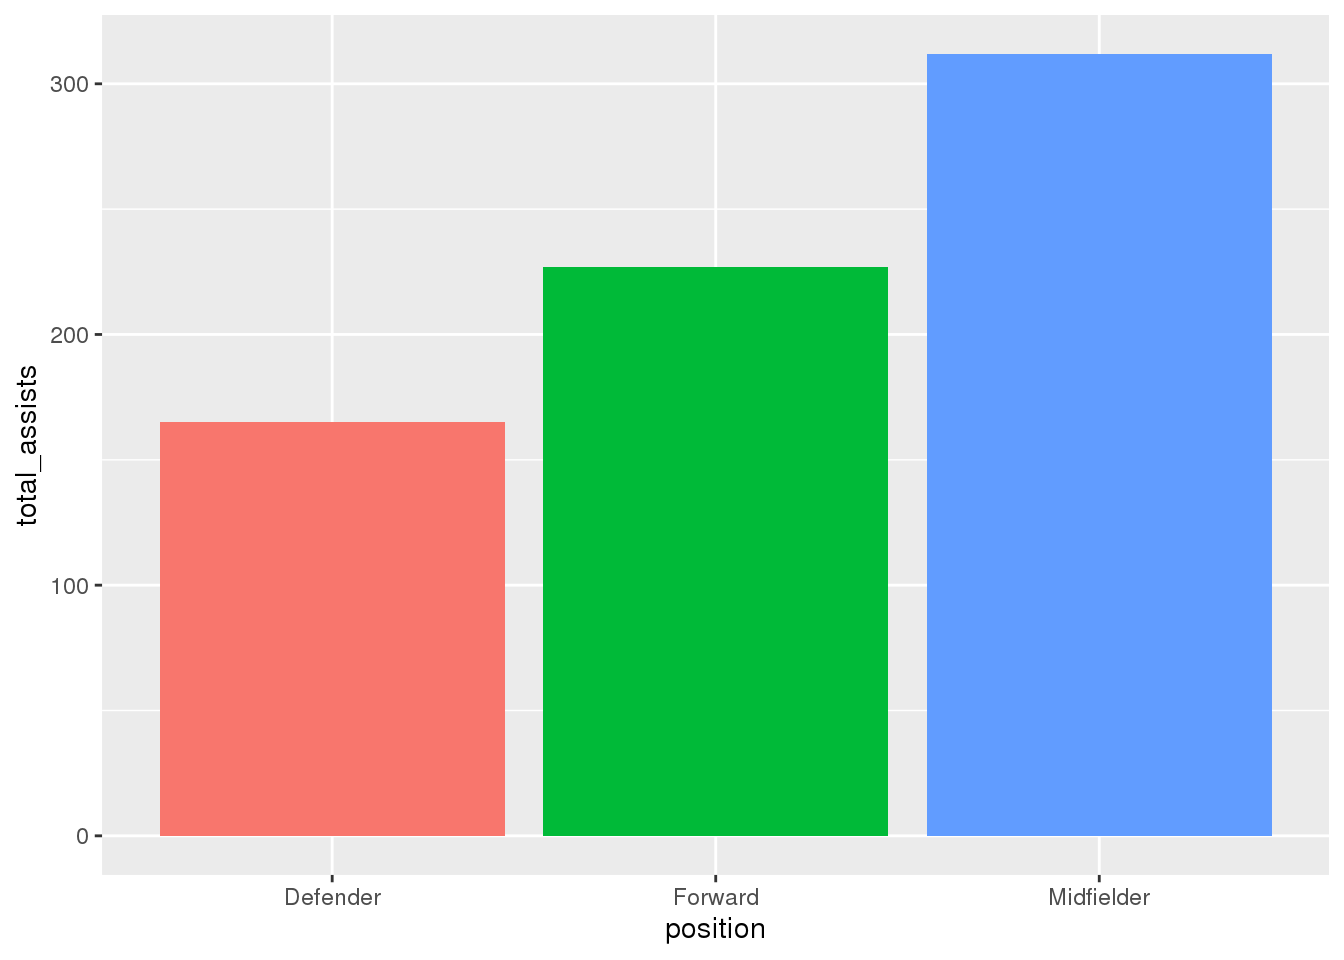 300
200
100
0
total_assists
Defender
Forward
Midfielder
position